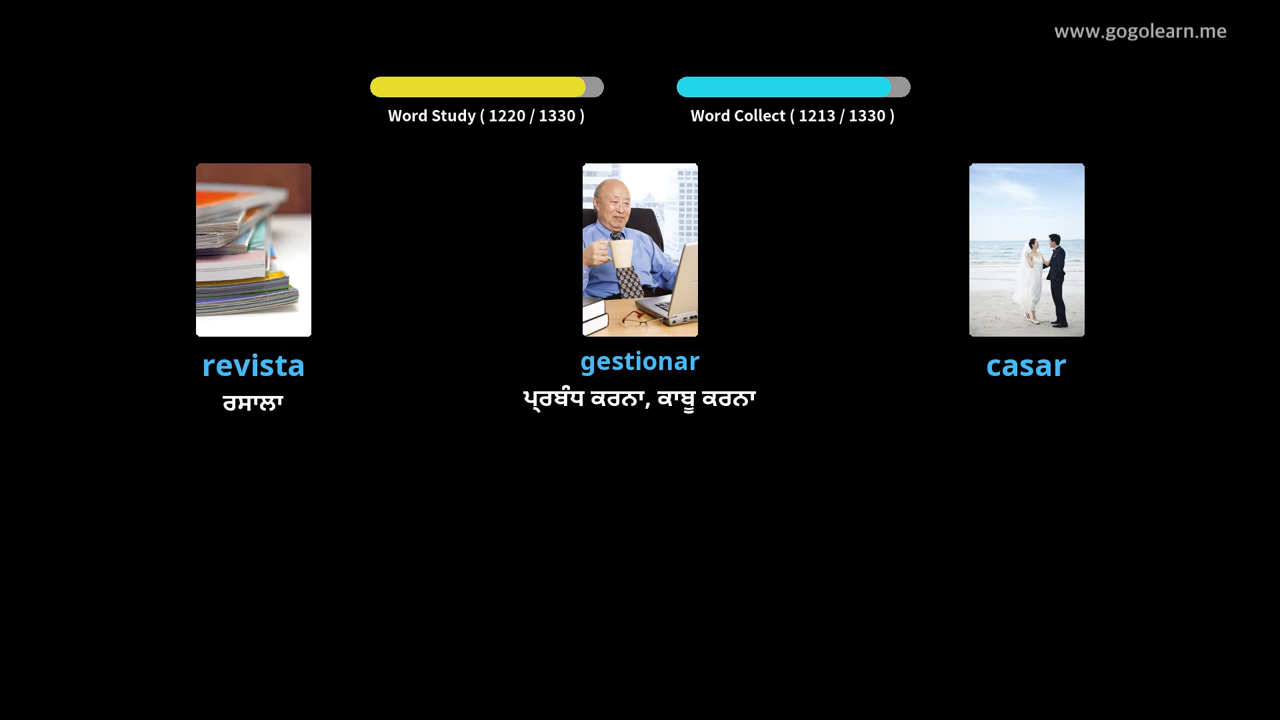 www.gogolearn.me
Word Study ( 1220 / 1330 )
Word Collect ( 1213 / 1330 )
revista
ਰਸਾਲਾ
gestionar
ਪ੍ਰਬੰਧ ਕਰਨਾ, ਕਾਬੂ ਕਰਨਾ
casar